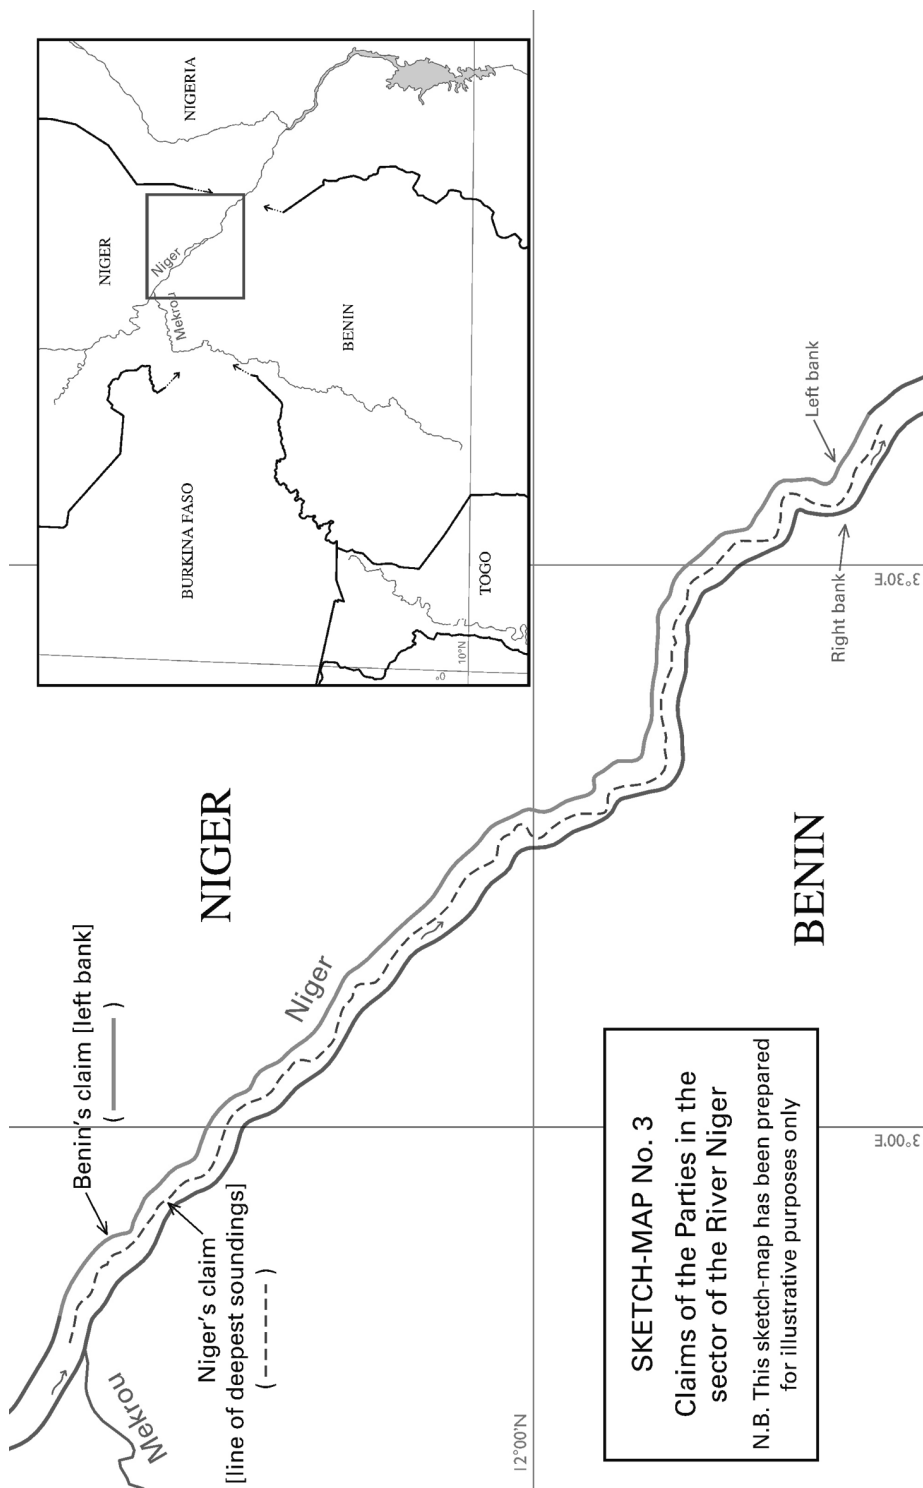 NIGER
NIGERIA
Niger
Mekrou
BENIN
BURKINA FASO
TOGO
10°N
0°
Left bank
Right bank
3°30'E
NIGER
BENIN
Niger
Benin's claim [left bank]
( )
Niger's claim
[line of deepest soundings]
( )
Mekrou
12°00'N
3°00'E
SKETCH-MAP No. 3
Claims of the Parties in the
sector of the River Niger
N.B. This sketch-map has been prepared
for illustrative purposes only